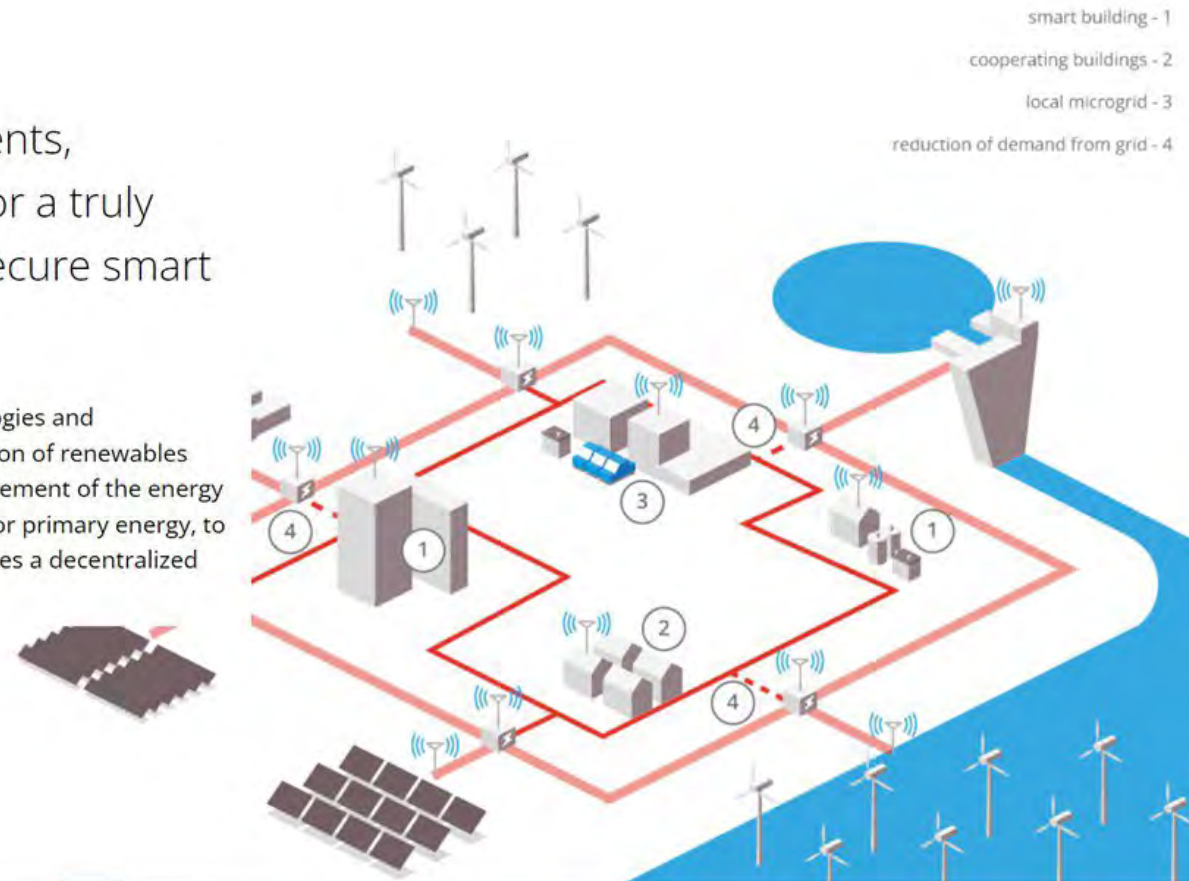 smart building - 1
cooperating buildings - 2
local microgrid - 3
reduction of demand from grid - 4
ents,
or a truly
ecure smart
ogies and
ion of renewables
ement of the energy
or primary energy, to
es a decentralized
4
3
1
4
1
2
4